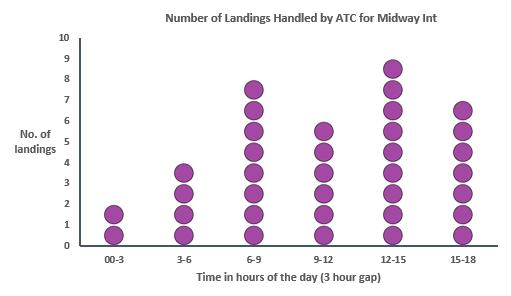 Number of Landings Handled by ATC for Midway Int
10
9
8
7
6
5
4
3
2
1
0
No. of
landings
00-3 3-6 6-9 9-12 12-15 15-18
Time in hours of the day (3 hour gap)